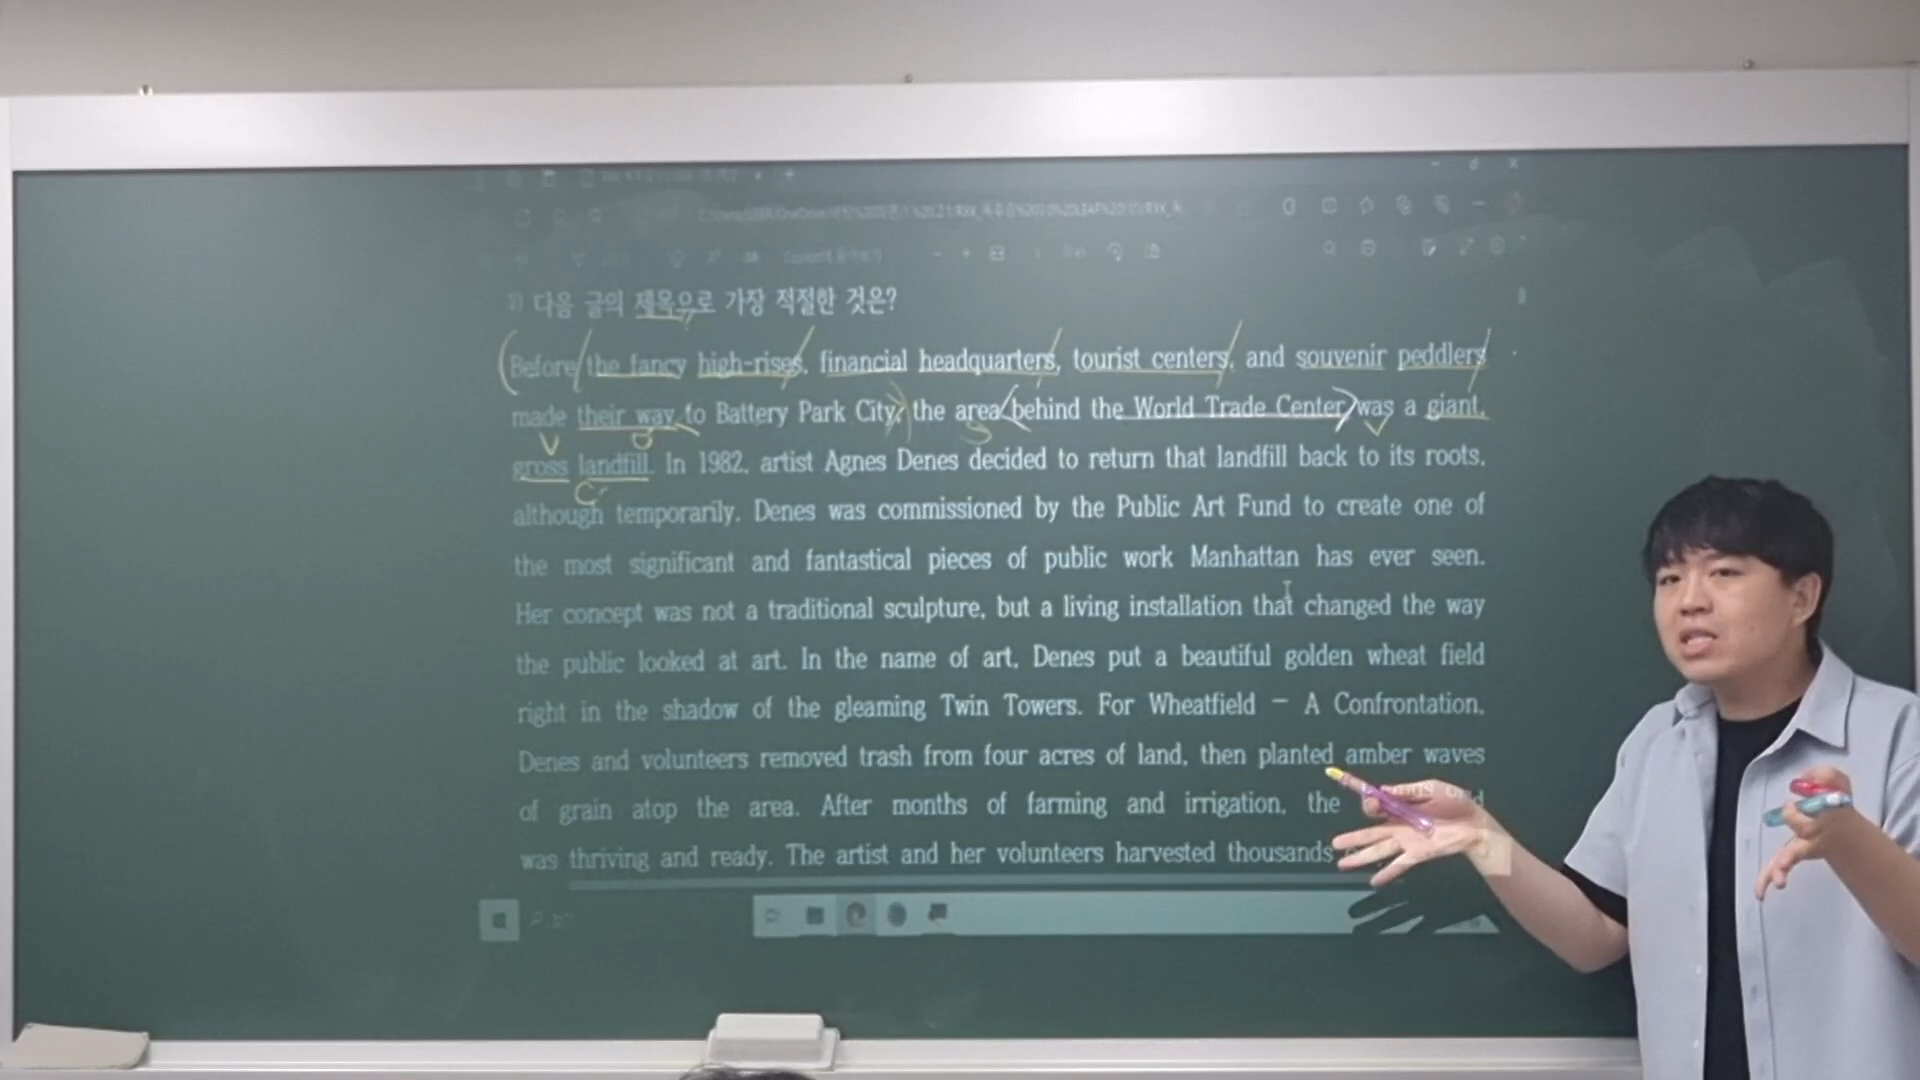 3) 다음 글의 제목으로 가장 적절한 것은?
Before the fancy high-rises, financial headquarters, tourist centers, and souvenir peddlers
made their way to Battery Park City, the area behind the World Trade Center was a giant,
gross landfill. In 1982, artist Agnes Denes decided to return that landfill back to its roots,
although temporarily. Denes was commissioned by the Public Art Fund to create one of
the most significant and fantastical pieces of public work Manhattan has ever seen.
Her concept was not a traditional sculpture, but a living installation that changed the way
the public looked at art. In the name of art, Denes put a beautiful golden wheat field
right in the shadow of the gleaming Twin Towers. For Wheatfield - A Confrontation,
Denes and volunteers removed trash from four acres of land, then planted amber waves
of grain atop the area. After months of farming and irrigation, the
was thriving and ready. The artist and her volunteers harvested thousands